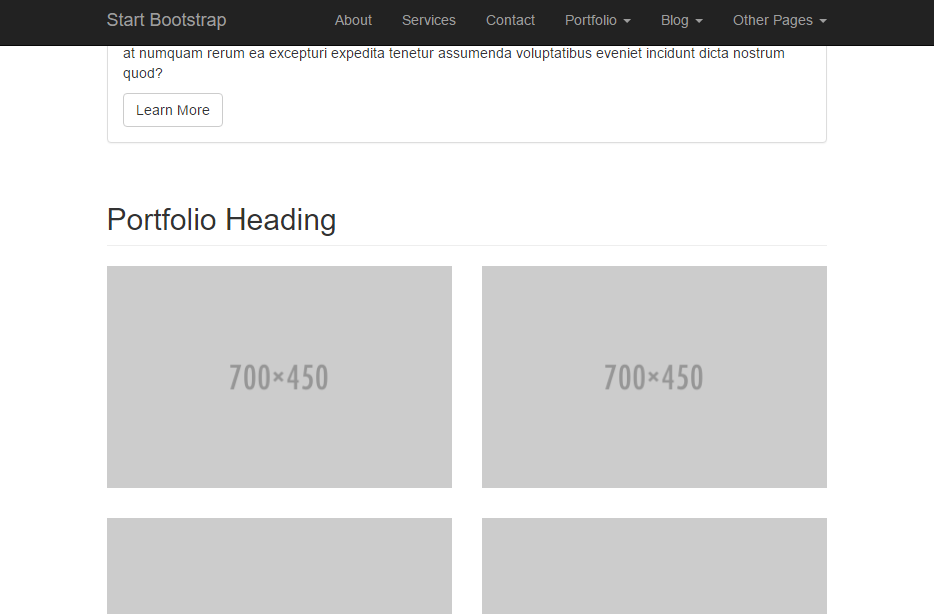 Start Bootstrap About Services Contact Portfolio Blog Other Pages
at numquam rerum ea excepturi expedita tenetur assumenda voluptatibus eveniet incidunt dicta nostrum
quod?
Learn More
Portfolio Heading
700×450 700×450